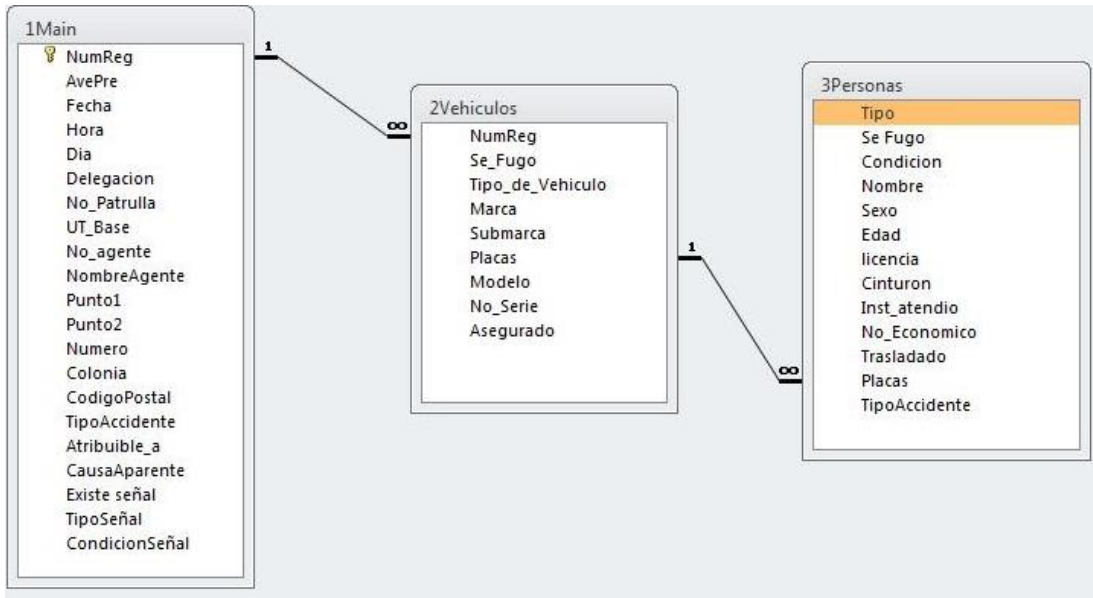 1Main
NumReg
AvePre
Fecha
Hora
Dia
Delegacion
No_Patrulla
UT_Base
No_agente
NombreAgente
Punto1
Punto2
Numero
Colonia
CodigoPostal
TipoAccidente
Atribuible_a
CausaAparente
Existe señal
TipoSeñal
CondicionSeñal
1
∞
2Vehiculos
NumReg
Se_Fugo
Tipo_de_Vehiculo
Marca
Submarca
Placas
Modelo
No_Serie
Asegurado
1
∞
3Personas
Tipo
Se Fugo
Condicion
Nombre
Sexo
Edad
licencia
Cinturon
Inst_atendio
No_Economico
Trasladado
Placas
TipoAccidente